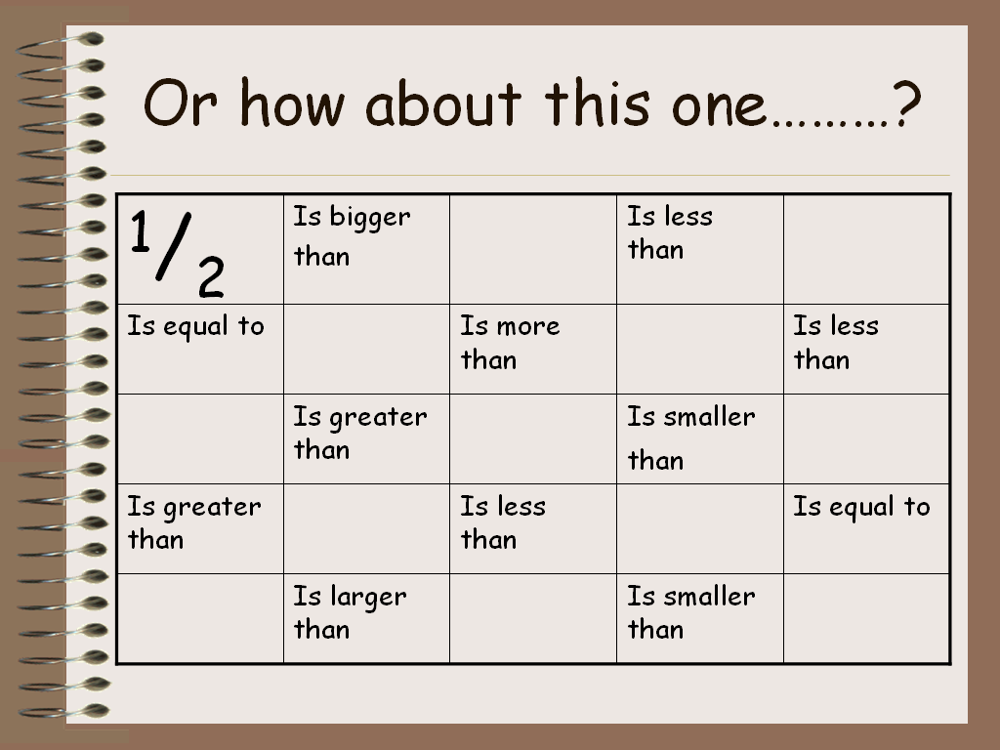 Or how about this one………?
1/2
Is bigger
than
Is less
than
Is equal to
Is more
than
Is less
than
Is greater
than
Is smaller
than
Is greater
than
Is less
than
Is equal to
Is larger
than
Is smaller
than